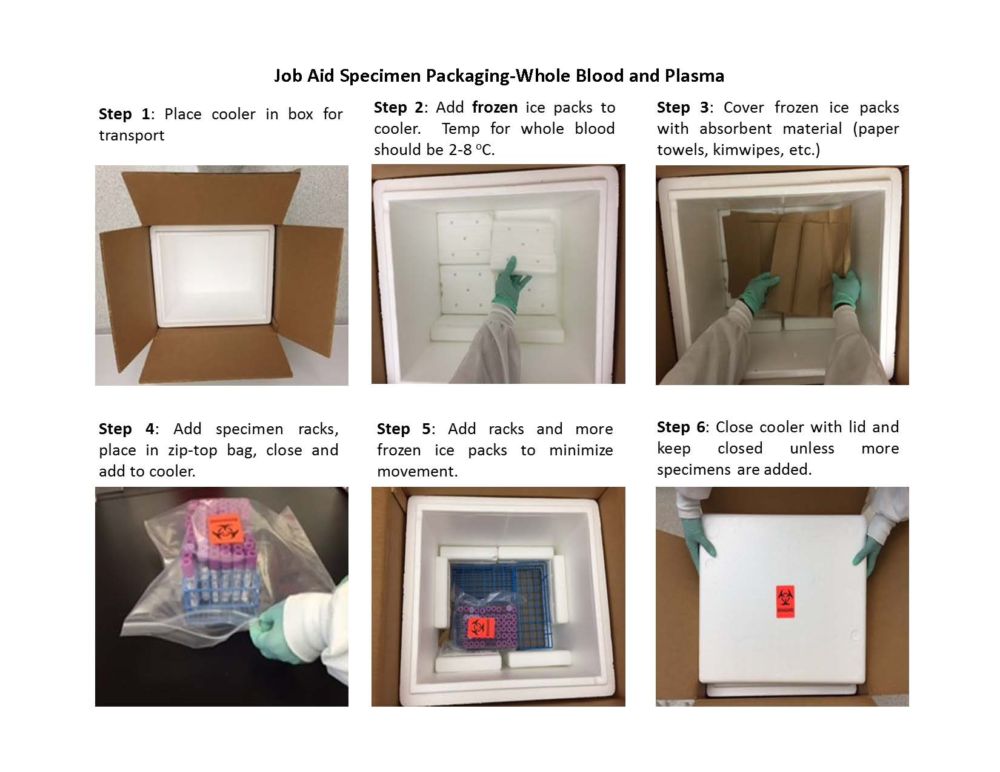 Job Aid Specimen Packaging-Whole Blood and Plasma
Step 1: Place cooler in box for
transport
Step 2: Add frozen ice packs to
cooler. Temp for whole blood
should be 2-8 °C.
Step 3: Cover frozen ice packs
with absorbent material (paper
towels, kimwipes, etc.)
Step 4: Add specimen racks,
place in zip-top bag, close and
add to cooler.
Step 5: Add racks and more
frozen ice packs to minimize
movement.
Step 6: Close cooler with lid and
keep closed unless more
specimens are added.